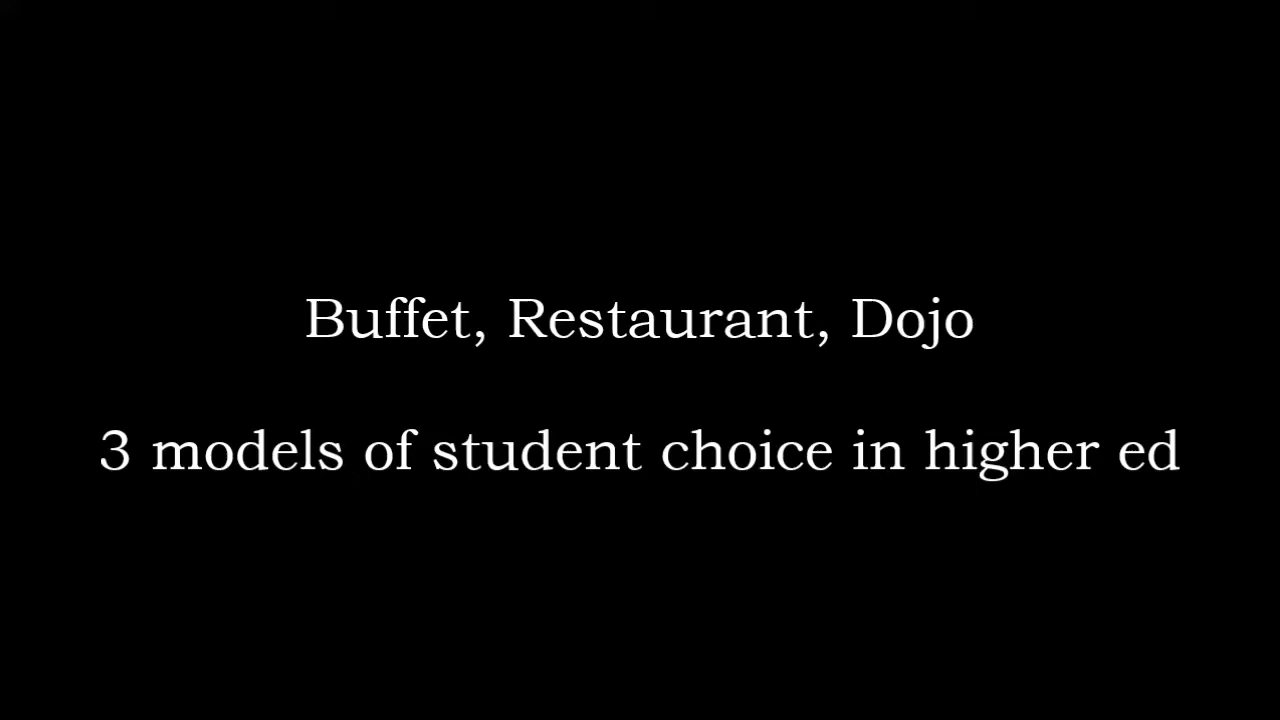 Buffet, Restaurant, Dojo
3 models of student choice in higher ed